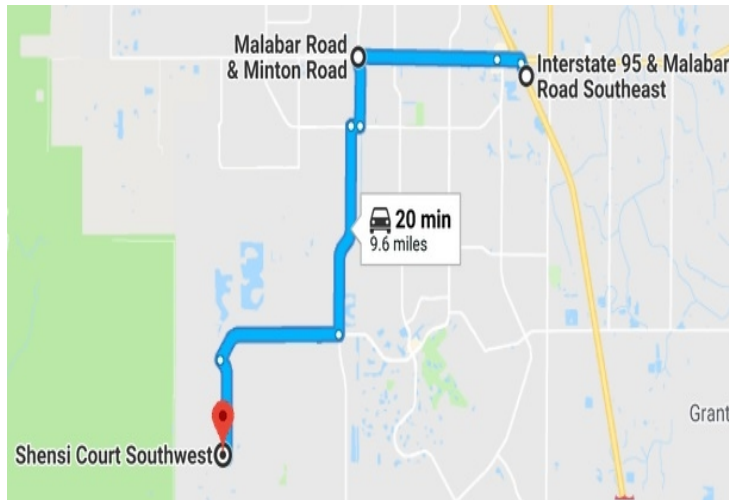 Malabar Road
& Minton Road
Interstate 95 & Malabar
Road Southeast
20 min
9.6 miles
Grant
Shensi Court Southwest